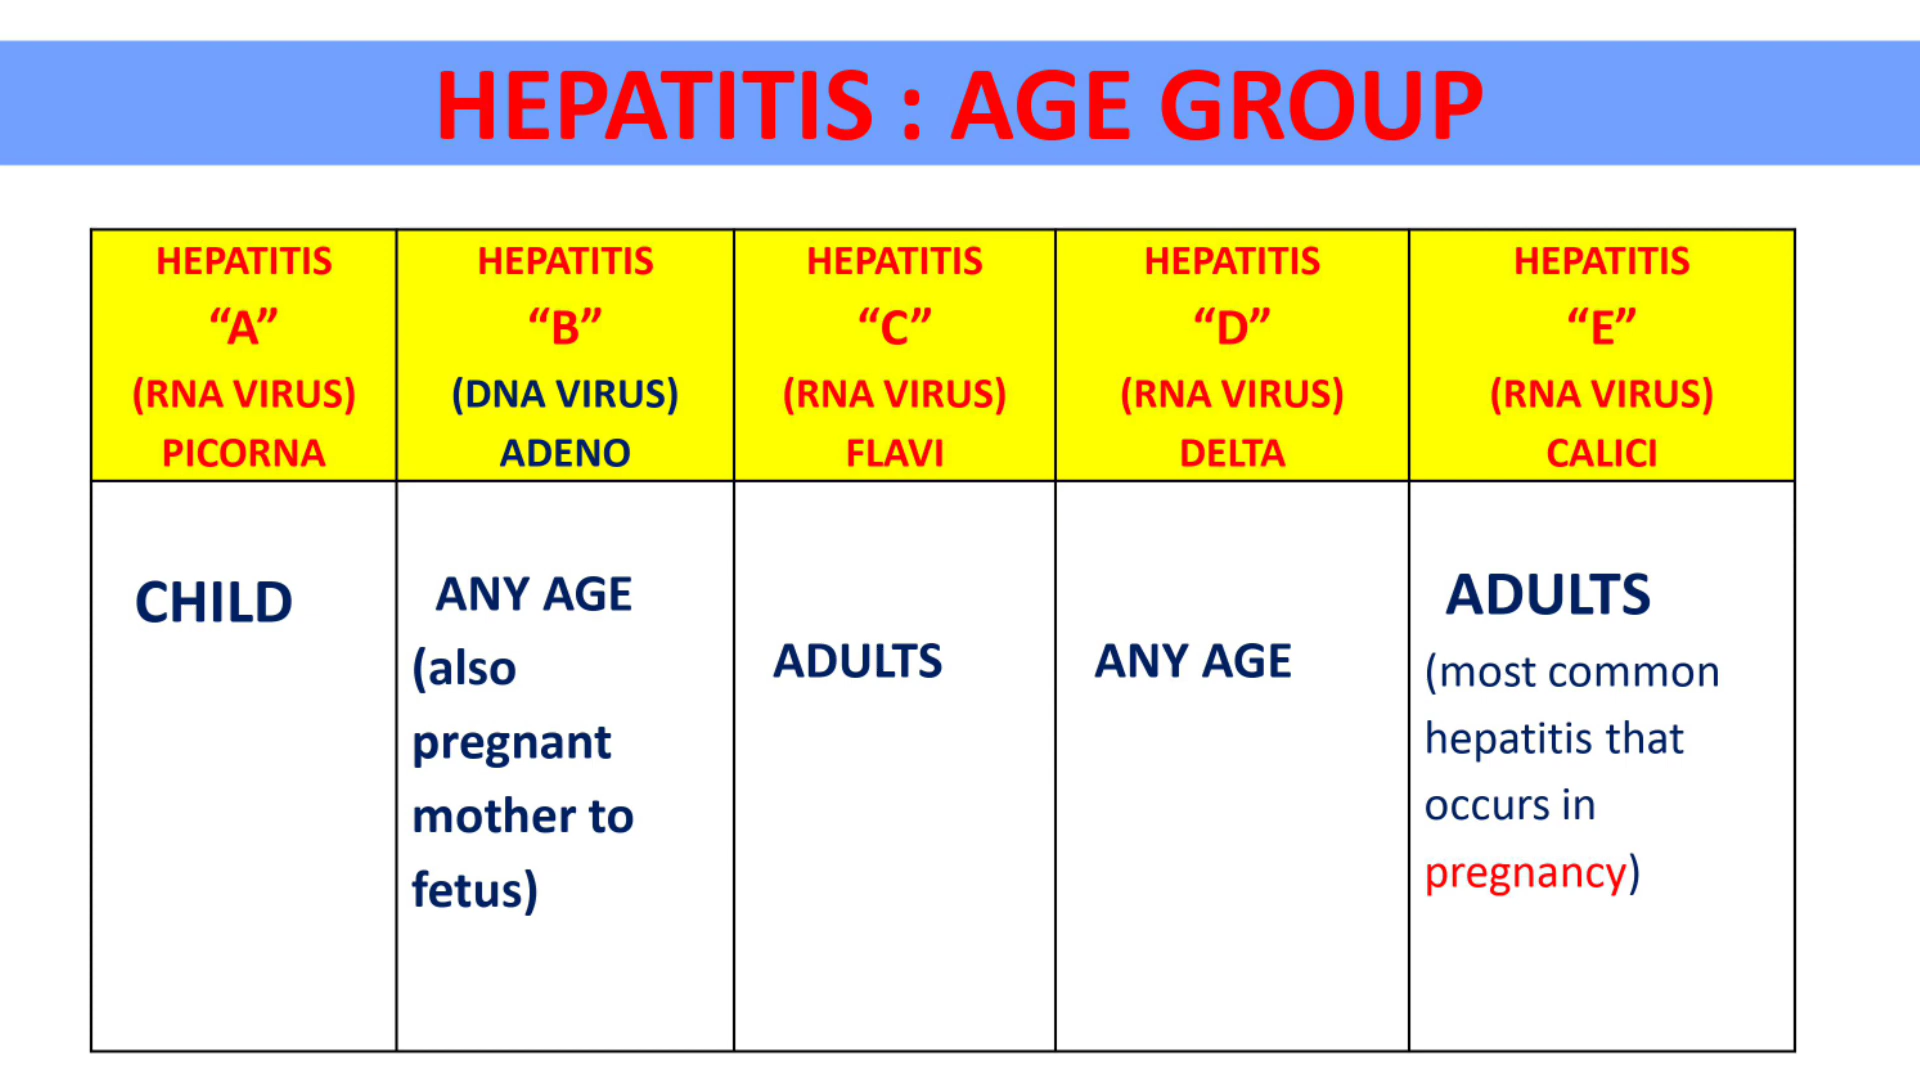 HEPATITIS : AGE GROUP
HEPATITIS
“A”
(RNA VIRUS)
PICORNA
HEPATITIS
“B”
(DNA VIRUS)
ADENO
HEPATITIS
“C”
(RNA VIRUS)
FLAVI
HEPATITIS
“D”
(RNA VIRUS)
DELTA
HEPATITIS
“E”
(RNA VIRUS)
CALICI
CHILD
ANY AGE
(also
pregnant
mother to
fetus)
ADULTS
ANY AGE
ADULTS
(most common
hepatitis that
occurs in
pregnancy)